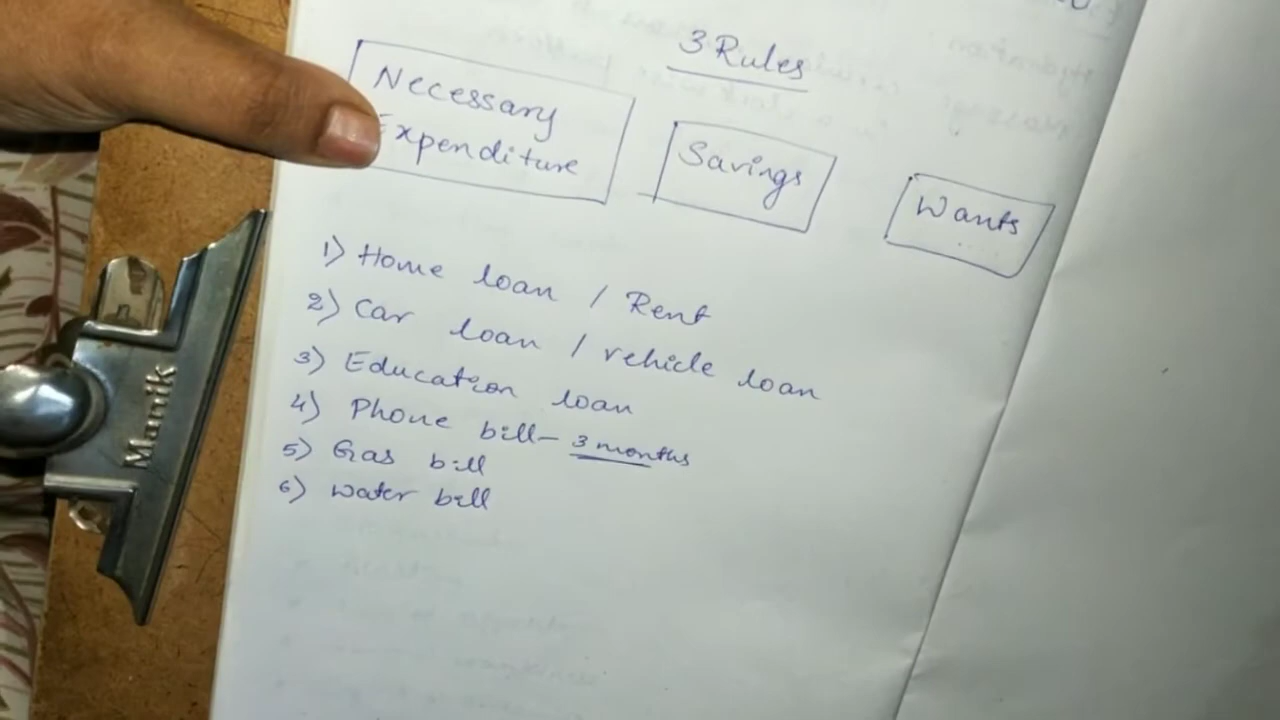 3 Rules
Necessary
Expenditure
Savings
Wants
1) Home loan / Rent
2) Car loan / vehicle loan
3) Education loan
4) Phone bill - 3 months
5) Gas bill
6) Water bill
Manik